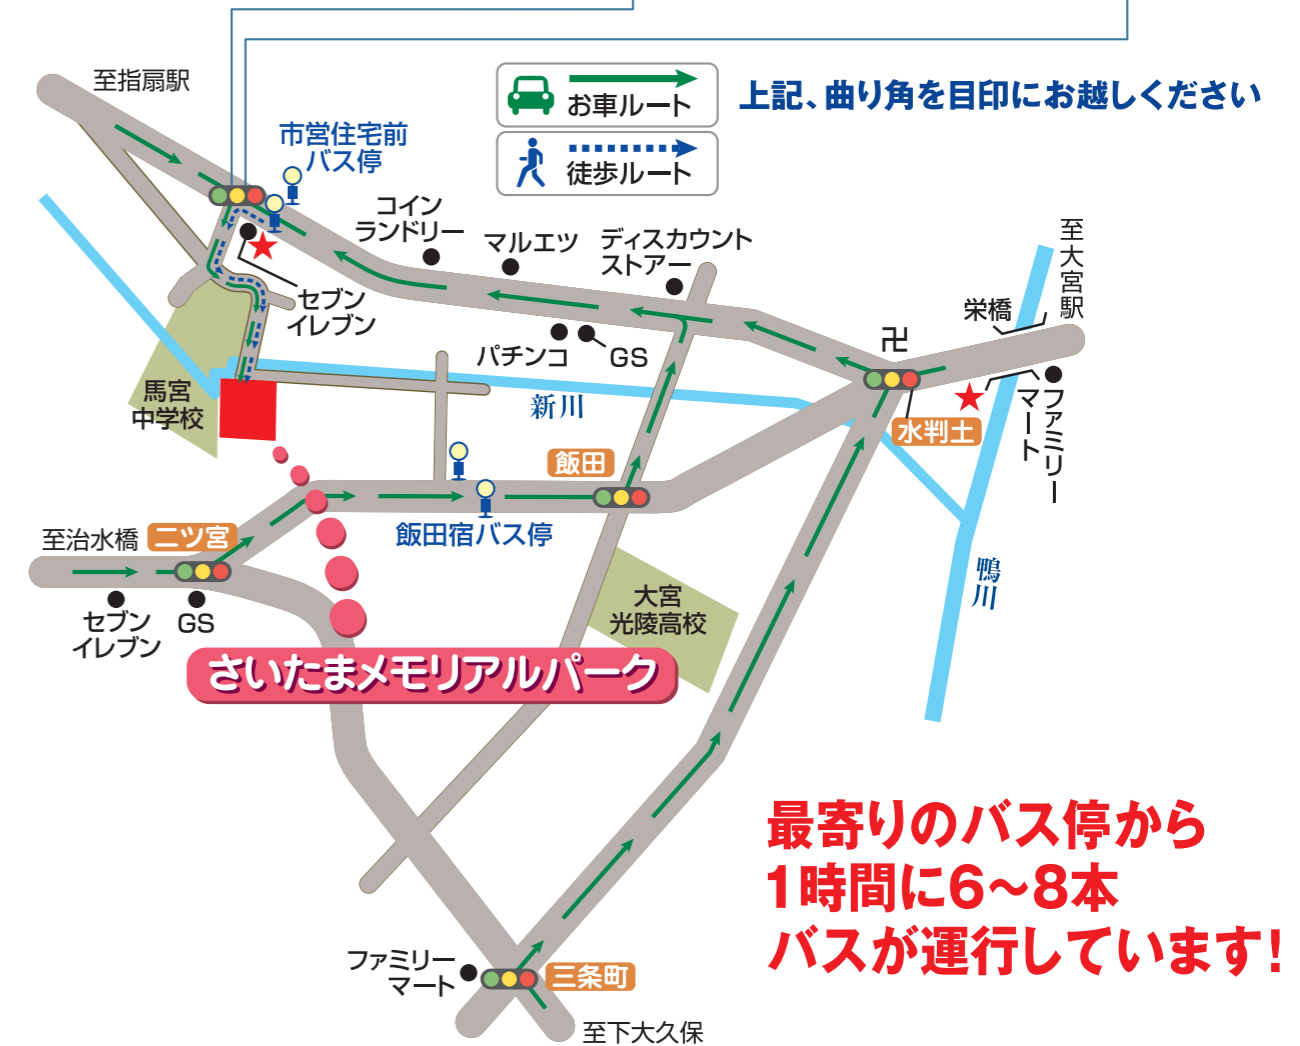 至指扇駅
お車ルート
徒歩ルート
上記、曲り角を目印にお越しください
市営住宅前
バス停
コイン
ランドリー
マルエツ
ディスカウント
ストアー
至大宮駅
栄橋
セブン
イレブン
パチンコ
GS
卍
ファミリー
マート
水判土
馬宮
中学校
新川
飯田
飯田宿バス停
至治水橋
二ツ宮
セブン
イレブン
GS
鴨川
大宮
光陵高校
さいたまメモリアルパーク
最寄りのバス停から
1時間に6〜8本
バスが運行しています!
ファミリー
マート
三条町
至下大久保